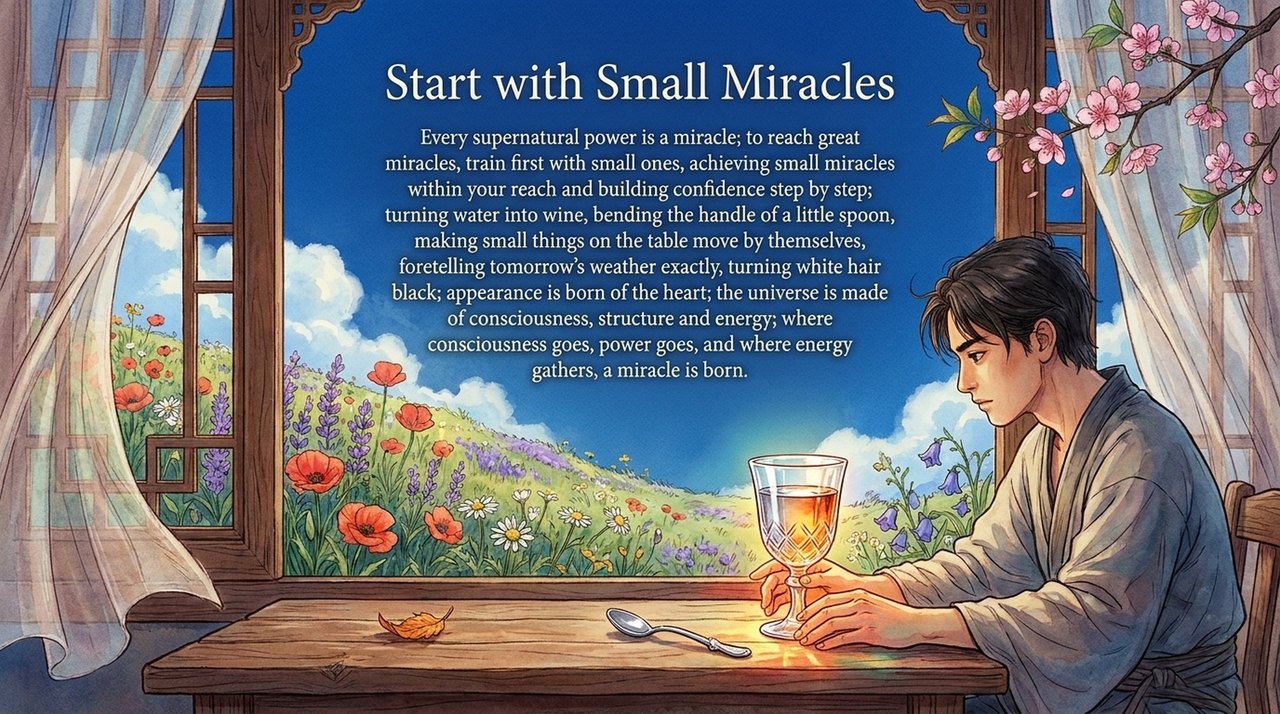 Start with Small Miracles
Every supernatural power is a miracle; to reach great
miracles, train first with small ones, achieving small miracles
within your reach and building confidence step by step;
turning water into wine, bending the handle of a little spoon,
making small things on the table move by themselves,
foretelling tomorrow's weather exactly, turning white hair
black; appearance is born of the heart; the universe is made
of consciousness, structure and energy; where
consciousness goes, power goes, and where energy
gathers, a miracle is born.